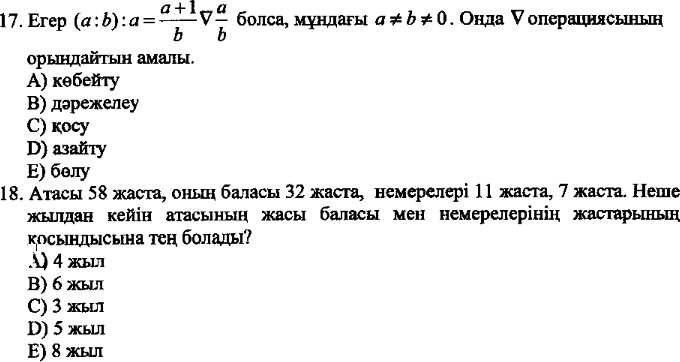 17. Егер (a:b):a = \frac{a+1}{b} ∇ \frac{a}{b} болса, мұндағы a ≠ b ≠ 0. Онда ∇ операциясының
орындайтын амалы.
A) көбейту
B) дәрежелеу
C) қосу
D) азайту
E) бөлу
18. Атасы 58 жаста, оның баласы 32 жаста, немерелері 11 жаста, 7 жаста. Неше
жылдан кейін атасының жасы баласы мен немерелерінің жастарының
қосындысына тең болады?
A) 4 жыл
B) 6 жыл
C) 3 жыл
D) 5 жыл
E) 8 жыл